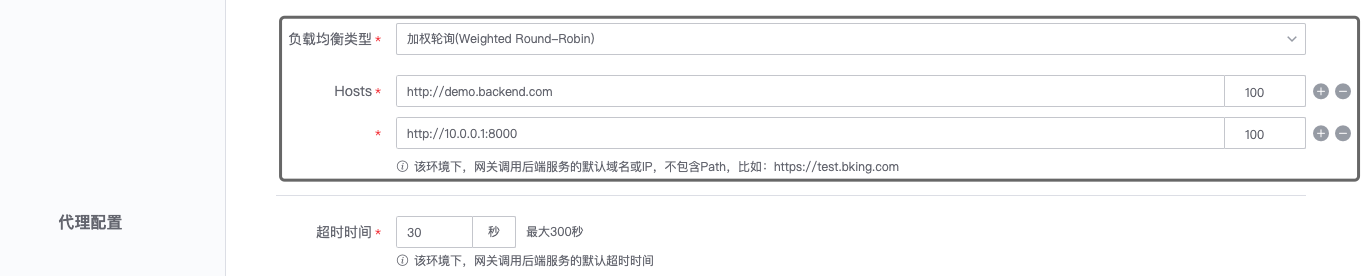 负载均衡类型 * 加权轮询(Weighted Round-Robin)
Hosts * http://demo.backend.com 100
* http://10.0.0.1:8000 100
该环境下，网关调用后端服务的默认域名或IP，不包含Path，比如：https://test.bking.com
代理配置
超时时间 * 30 秒 最大300秒
该环境下，网关调用后端服务的默认超时时间